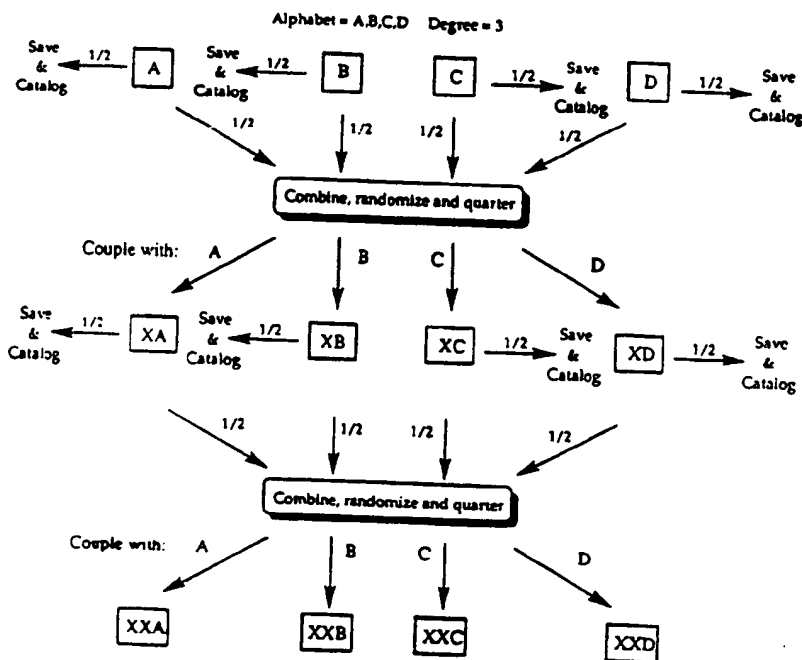 Alphabet = A,B,C,D Degree = 3
Save
&
Catalog
1/2
A
Save
&
Catalog
1/2
B
C
1/2
Save
&
Catalog
D
1/2
Save
&
Catalog
1/2
1/2
1/2
1/2
Combine, randomize and quarter
Couple with:
A
B
C
D
Save
&
Catalog
1/2
XA
Save
&
Catalog
1/2
XB
XC
1/2
Save
&
Catalog
XD
1/2
Save
&
Catalog
1/2
1/2
1/2
1/2
Combine, randomize and quarter
Couple with:
A
B
C
D
XXA
XXB
XXC
XXD